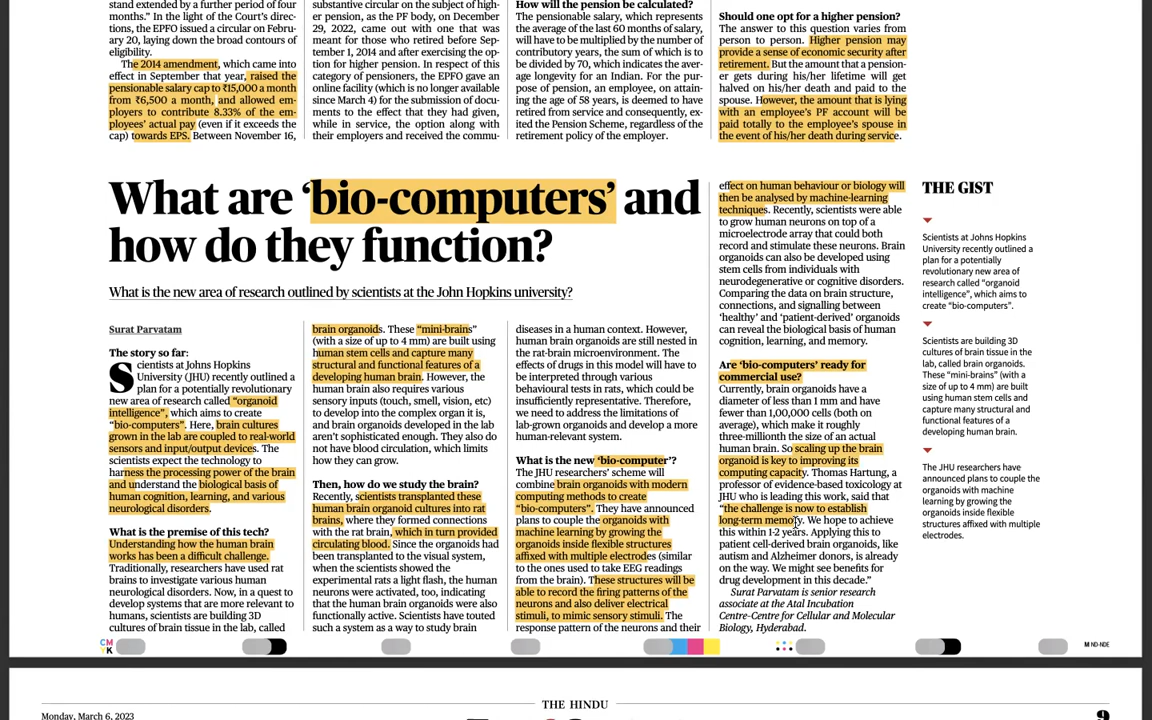 stand extended by a further period of four
months.” In the light of the Court’s direc-
tions, the EPFO issued a circular on Febru-
ary 20, laying down the broad contours of
eligibility.
The 2014 amendment, which came into
effect in September that year, raised the
pensionable salary cap to ₹15,000 a month
from ₹6,500 a month, and allowed em-
ployers to contribute 8.33% of the em-
ployees’ actual pay (even if it exceeds the
cap) towards EPS. Between November 16,
substantive circular on the subject of high-
er pension, as the PF body, on December
29, 2022, came out with one that was
meant for those who retired before Sep-
tember 1, 2014 and after exercising the op-
tion for higher pension. In respect of this
category of pensioners, the EPFO gave an
online facility (which is no longer available
since March 4) for the submission of docu-
ments to the effect that they had given,
while in service, the option along with
their employers and received the commu-
How will the pension be calculated?
The pensionable salary, which represents
the average of the last 60 months of salary,
will have to be multiplied by the number of
contributory years, the sum of which is to
be divided by 70, which indicates the aver-
age longevity for an Indian. For the pur-
pose of pension, an employee, on attain-
ing the age of 58 years, is deemed to have
retired from service and consequently, ex-
ited the Pension Scheme, regardless of the
retirement policy of the employer.
Should one opt for a higher pension?
The answer to this question varies from
person to person. Higher pension may
provide a sense of economic security after
retirement. But the amount that a pension-
er gets during his/her lifetime will get
halved on his/her death and paid to the
spouse. However, the amount that is lying
with an employee’s PF account will be
paid totally to the employee’s spouse in
the event of his/her death during service.
What are ‘bio-computers’ and
how do they function?
What is the new area of research outlined by scientists at the John Hopkins university?
Surat Parvatam
The story so far:
Scientists at Johns Hopkins
University (JHU) recently outlined a
plan for a potentially revolutionary
new area of research called “organoid
intelligence”, which aims to create
“bio-computers”. Here, brain cultures
grown in the lab are coupled to real-world
sensors and input/output devices. The
scientists expect the technology to
harness the processing power of the brain
and understand the biological basis of
human cognition, learning, and various
neurological disorders.
What is the premise of this tech?
Understanding how the human brain
works has been a difficult challenge.
Traditionally, researchers have used rat
brains to investigate various human
neurological disorders. Now, in a quest to
develop systems that are more relevant to
humans, scientists are building 3D
cultures of brain tissue in the lab, called
brain organoids. These “mini-brains”
(with a size of up to 4 mm) are built using
human stem cells and capture many
structural and functional features of a
developing human brain. However, the
human brain also requires various
sensory inputs (touch, smell, vision, etc)
to develop into the complex organ it is,
and brain organoids developed in the lab
aren’t sophisticated enough. They also do
not have blood circulation, which limits
how they can grow.
Then, how do we study the brain?
Recently, scientists transplanted these
human brain organoid cultures into rat
brains, where they formed connections
with the rat brain, which in turn provided
circulating blood. Since the organoids had
been transplanted to the visual system,
when the scientists showed the
experimental rats a light flash, the human
neurons were activated, too, indicating
that the human brain organoids were also
functionally active. Scientists have touted
such a system as a way to study brain
diseases in a human context. However,
human brain organoids are still nested in
the rat-brain microenvironment. The
effects of drugs in this model will have to
be interpreted through various
behavioural tests in rats, which could be
insufficiently representative. Therefore,
we need to address the limitations of
lab-grown organoids and develop a more
human-relevant system.
What is the new ‘bio-computer’?
The JHU researchers’ scheme will
combine brain organoids with modern
computing methods to create
“bio-computers”. They have announced
plans to couple the organoids with
machine learning by growing the
organoids inside flexible structures
affixed with multiple electrodes (similar
to the ones used to take EEG readings
from the brain). These structures will be
able to record the firing patterns of the
neurons and also deliver electrical
stimuli, to mimic sensory stimuli. The
response pattern of the neurons and their
effect on human behaviour or biology will
then be analysed by machine-learning
techniques. Recently, scientists were able
to grow human neurons on top of a
microelectrode array that could both
record and stimulate these neurons. Brain
organoids can also be developed using
stem cells from individuals with
neurodegenerative or cognitive disorders.
Comparing the data on brain structure,
connections, and signalling between
‘healthy’ and ‘patient-derived’ organoids
can reveal the biological basis of human
cognition, learning, and memory.
Are ‘bio-computers’ ready for
commercial use?
Currently, brain organoids have a
diameter of less than 1 mm and have
fewer than 1,00,000 cells (both on
average), which make it roughly
three-millionth the size of an actual
human brain. So scaling up the brain
organoid is key to improving its
computing capacity. Thomas Hartung, a
professor of evidence-based toxicology at
JHU who is leading this work, said that
“the challenge is now to establish
long-term memory. We hope to achieve
this within 1-2 years. Applying this to
patient cell-derived brain organoids, like
autism and Alzheimer donors, is already
on the way. We might see benefits for
drug development in this decade.”
Surat Parvatam is senior research
associate at the Atal Incubation
Centre-Centre for Cellular and Molecular
Biology, Hyderabad.
THE GIST
Scientists at Johns Hopkins
University recently outlined a
plan for a potentially
revolutionary new area of
research called “organoid
intelligence”, which aims to
create “bio-computers”.
Scientists are building 3D
cultures of brain tissue in the
lab, called brain organoids.
These “mini-brains” (with a
size of up to 4 mm) are built
using human stem cells and
capture many structural and
functional features of a
developing human brain.
The JHU researchers have
announced plans to couple the
organoids with machine
learning by growing the
organoids inside flexible
structures affixed with multiple
electrodes.
CM
YK
M ND-NDE
THE HINDU
Monday, March 6, 2023
9